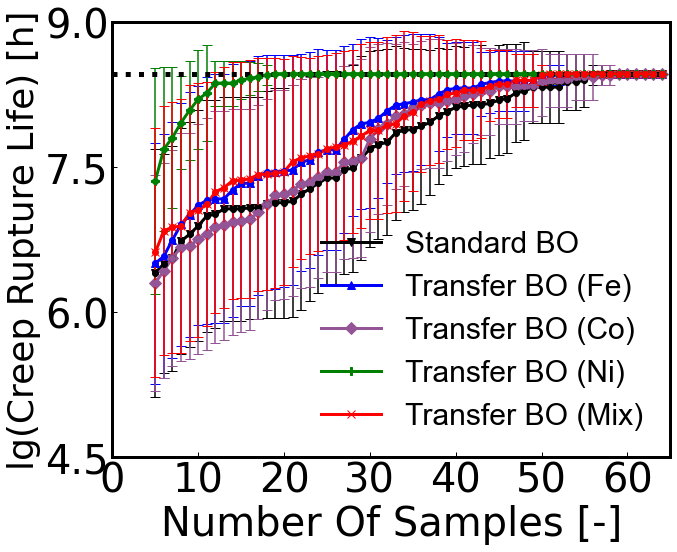 lg(Creep Rupture Life) [h]
9.0
7.5
6.0
4.5
Standard BO
Transfer BO (Fe)
Transfer BO (Co)
Transfer BO (Ni)
Transfer BO (Mix)
0 10 20 30 40 50 60
Number Of Samples [-]